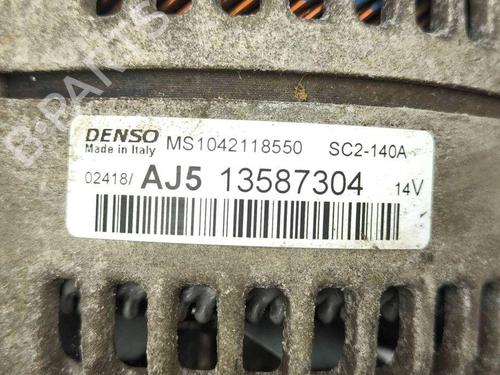 B-PARTS
DENSO MS1042118550 SC2-140A
Made in Italy
02418/ AJ5 13587304 14V